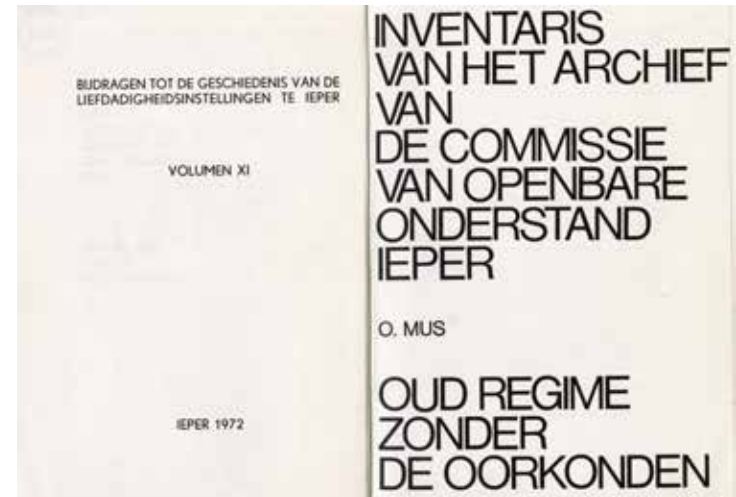 BIJDRAGEN TOT DE GESCHIEDENIS VAN DE
LIEFDADIGHEIDSINSTELLINGEN TE IEPER
VOLUMEN XI
IEPER 1972
INVENTARIS
VAN HET ARCHIEF
VAN
DE COMMISSIE
VAN OPENBARE
ONDERSTAND
IEPER
O. MUS
OUD REGIME
ZONDER
DE OORKONDEN